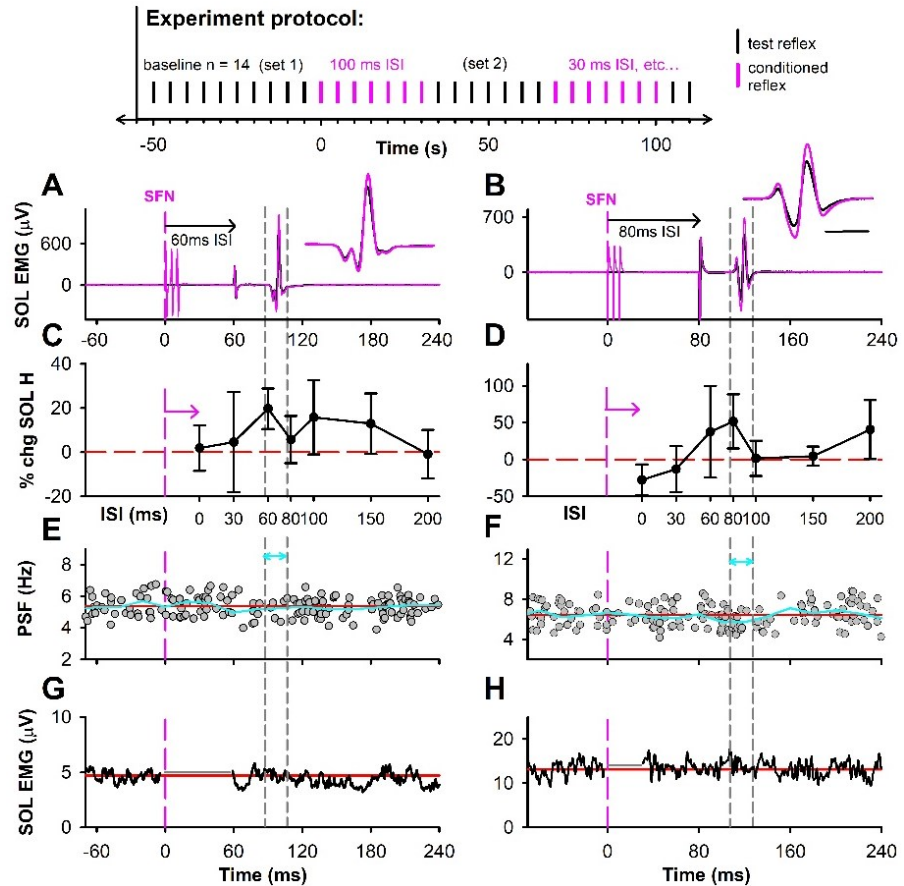 Experiment protocol:
test reflex
conditioned
reflex
baseline n = 14 (set 1) 100 ms ISI (set 2) 30 ms ISI, etc...
-50 0 50 100
Time (s)
A
SFN
60ms ISI
SOL EMG (µV)
600
0
-60 0 60 120 180 240
B
SFN
80ms ISI
700
0
0 80 160 240
C
% chg SOL H
40
20
0
-20
ISI (ms) 0 30 60 80 100 150 200
D
100
50
0
-50
ISI 0 30 60 80 100 150 200
E
PSF (Hz)
8
6
4
2
F
12
8
4
G
SOL EMG (µV)
10
5
0
-60 0 60 120 180 240
Time (ms)
H
20
10
0
0 80 160 240
Time (ms)